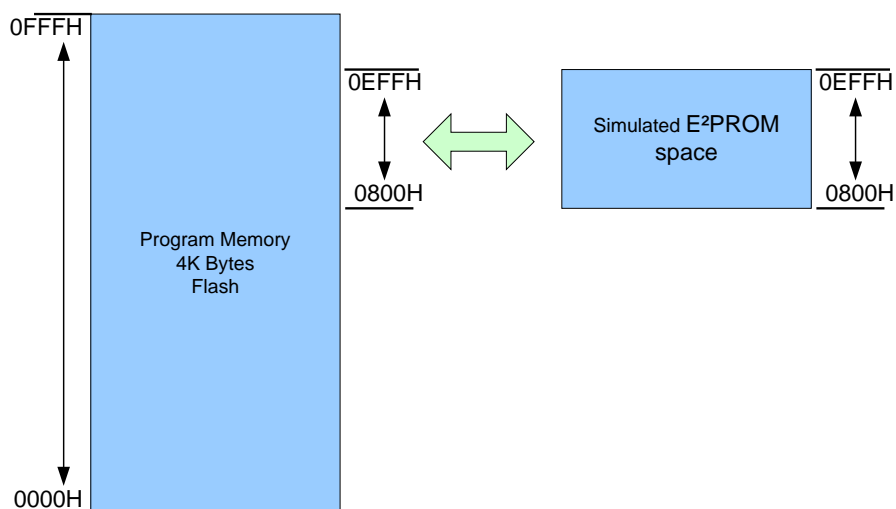 0FFFH
0EFFH
0800H
Program Memory
4K Bytes
Flash
0000H
Simulated E²PROM
space
0EFFH
0800H